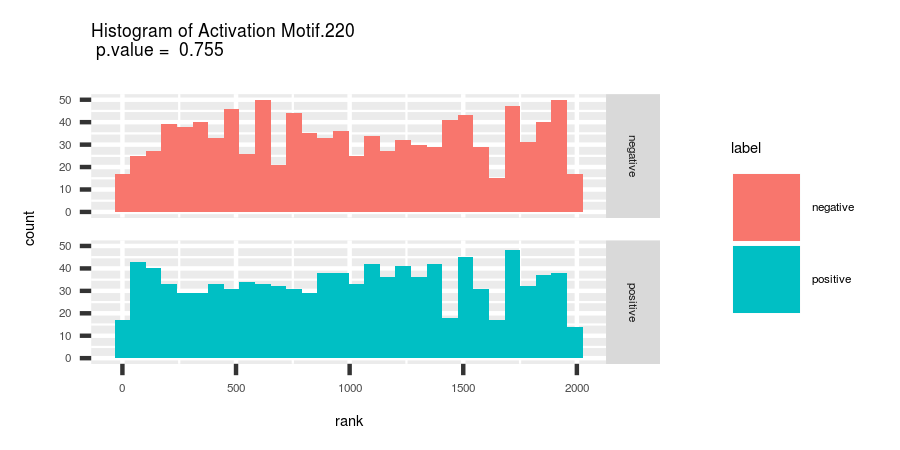 Histogram of Activation Motif.220
p.value = 0.755
count
50
40
30
20
10
0
negative
50
40
30
20
10
0
positive
0 500 1000 1500 2000
rank
label
negative
positive